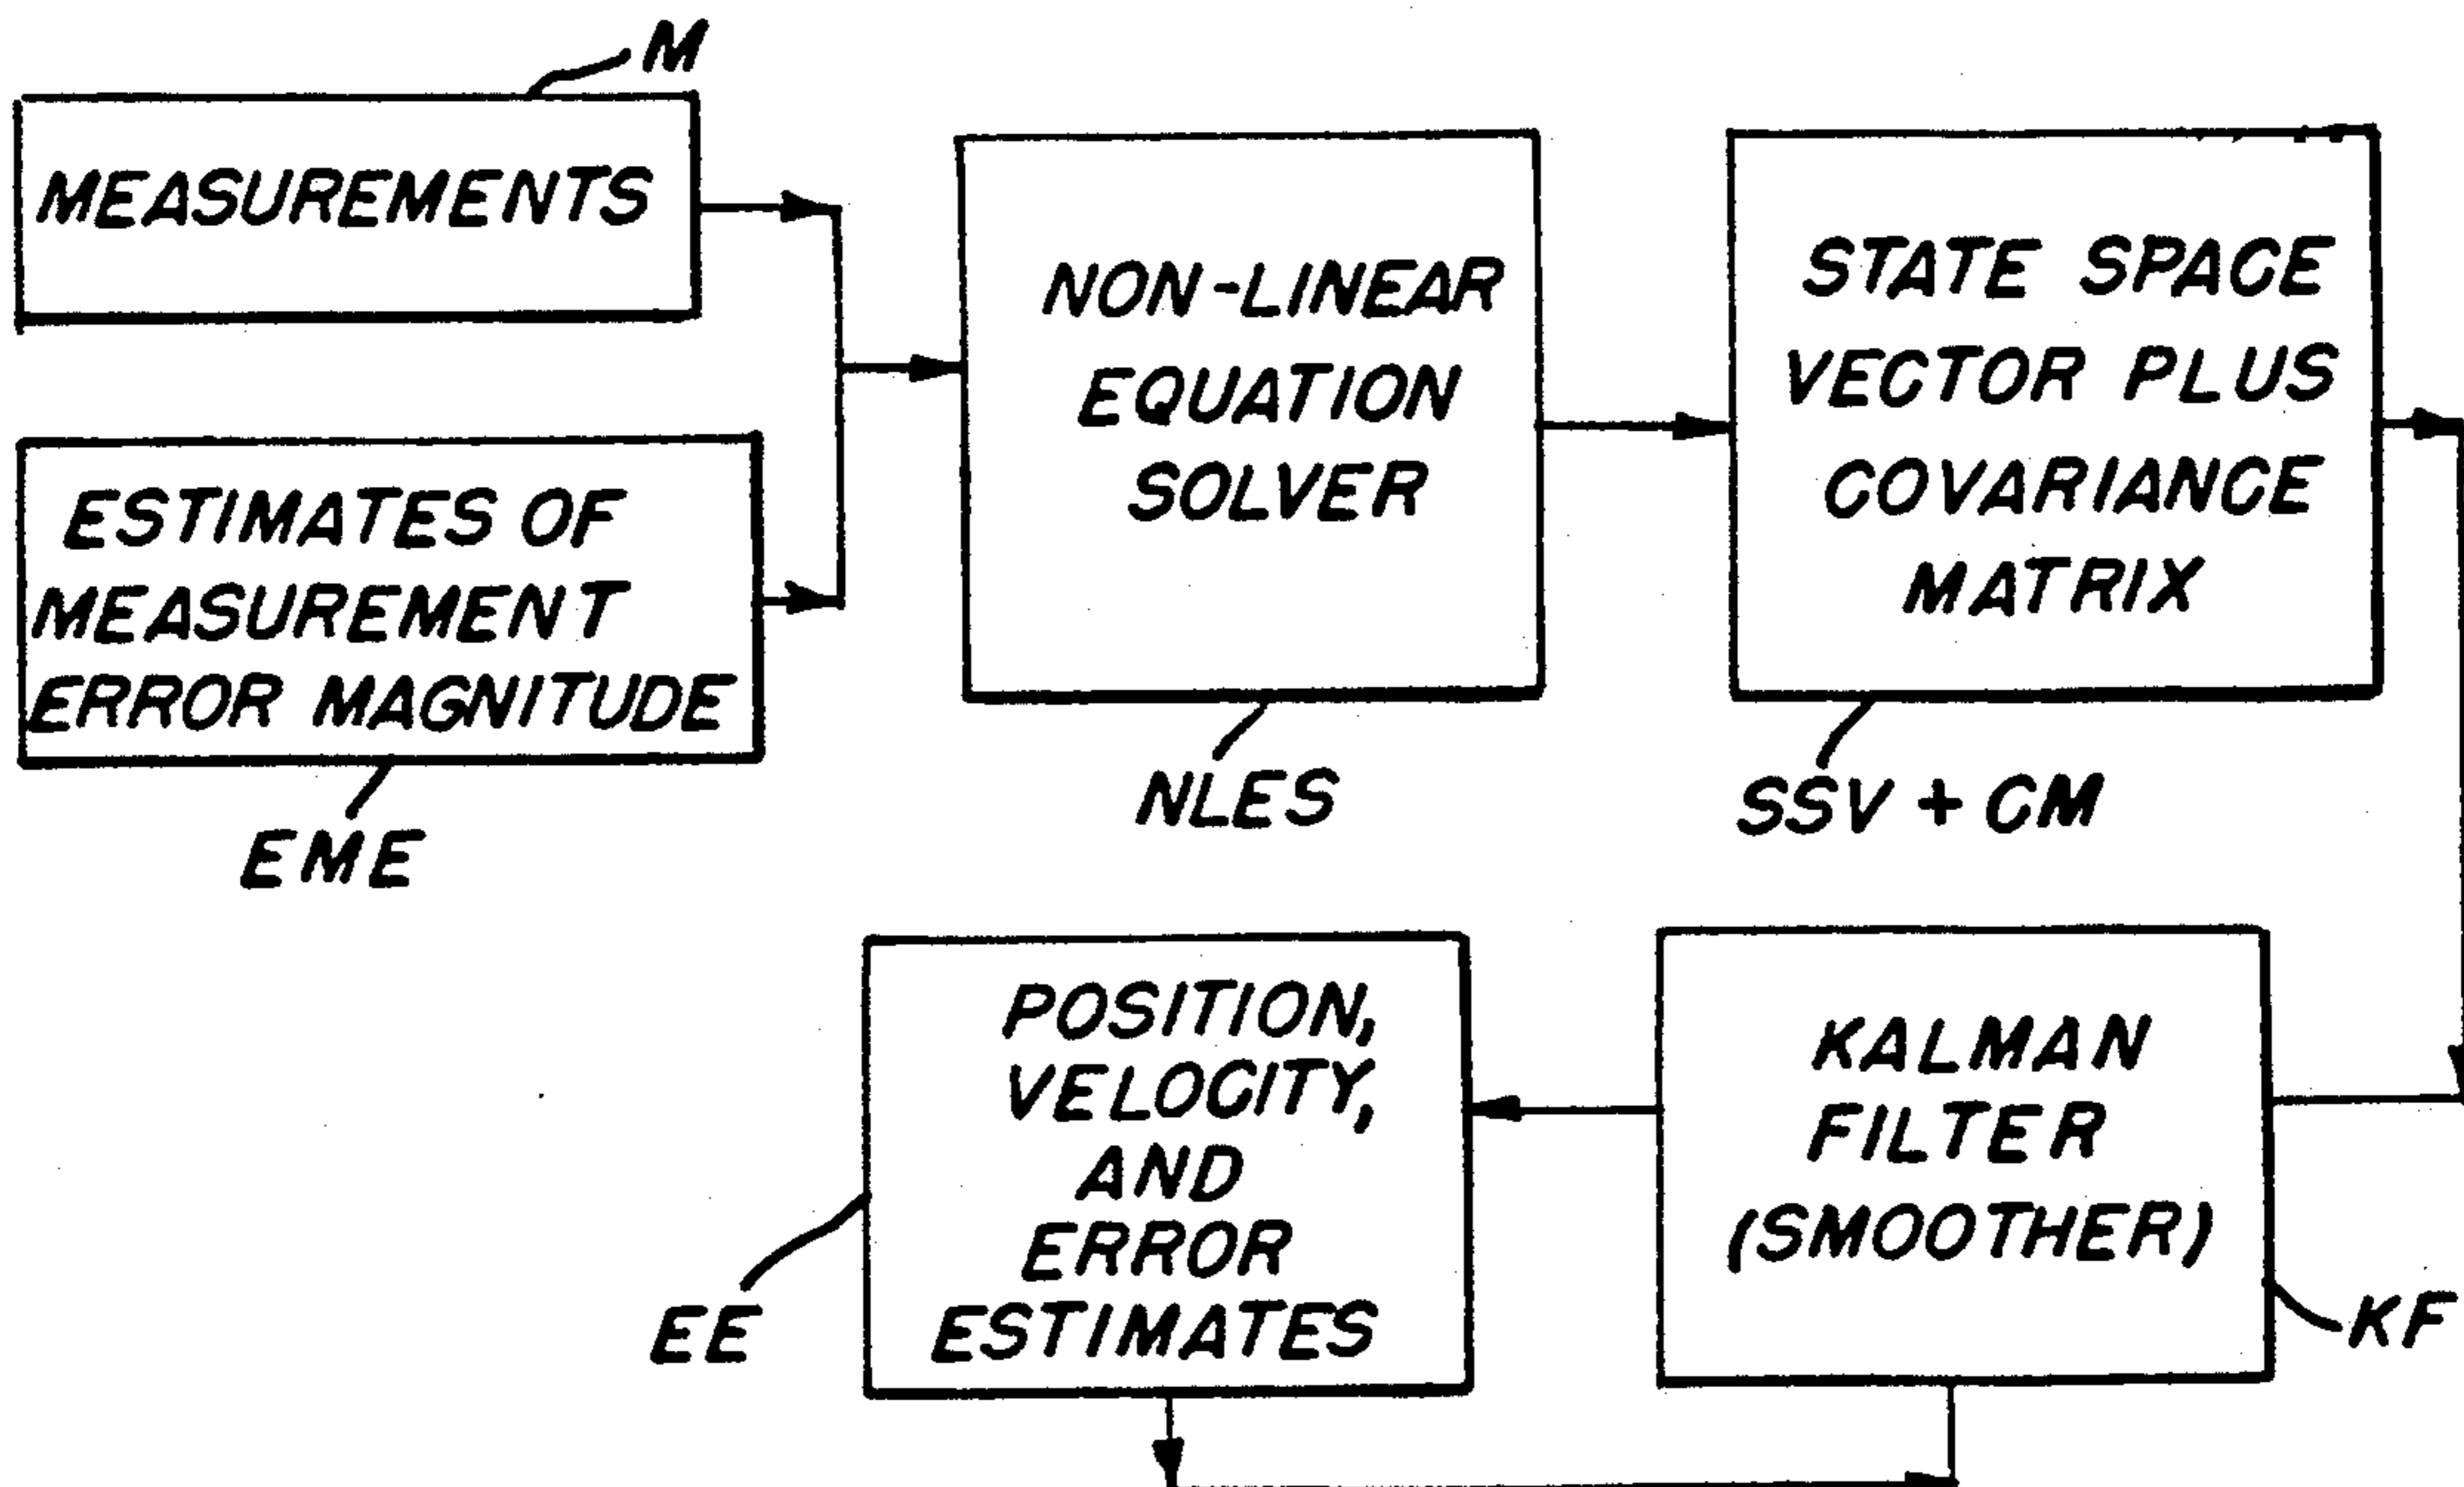 M
MEASUREMENTS
ESTIMATES OF
MEASUREMENT
ERROR MAGNITUDE
EME
NON-LINEAR
EQUATION
SOLVER
NLES
STATE SPACE
VECTOR PLUS
COVARIANCE
MATRIX
SSV + CM
POSITION,
VELOCITY,
AND
ERROR
ESTIMATES
EE
KALMAN
FILTER
(SMOOTHER)
KF